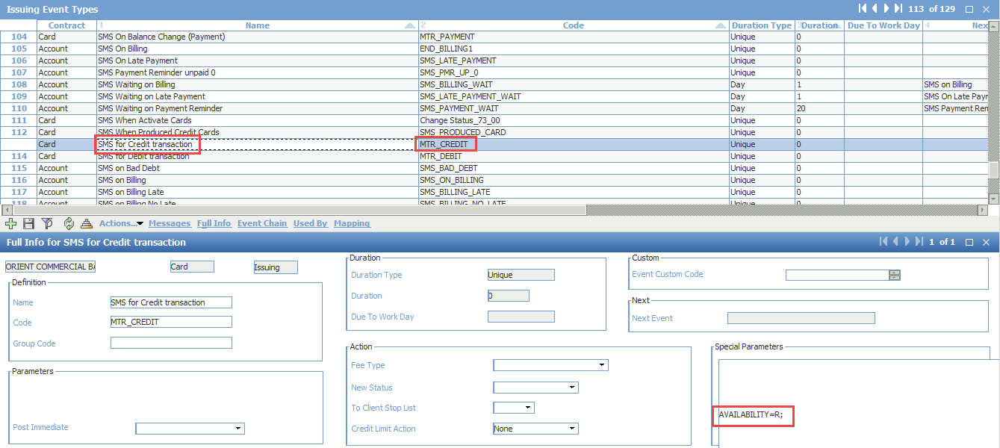 Issuing Event Types 113 of 129
Contract 1 Name 2 Code Duration Type 3 Duration Due To Work Day 4 Nex
104 Card SMS On Balance Change (Payment) MTR_PAYMENT Unique 0
105 Account SMS On Billing END_BILLING1 Unique 0
106 Account SMS On Late Payment SMS_LATE_PAYMENT Unique 0
107 Account SMS Payment Reminder unpaid 0 SMS_PMR_UP_0 Unique 0
108 Account SMS Waiting on Billing SMS_BILLING_WAIT Day 1 SMS on Billing
109 Account SMS Waiting on Late Payment SMS_LATE_PAYMENT_WAIT Day 1 SMS On Late Payr
110 Account SMS Waiting on Payment Reminder SMS_PAYMENT_WAIT Day 20 SMS Payment Rem
111 Card SMS When Activate Cards Change Status_73_00 Unique 0
112 Card SMS When Produced Credit Cards SMS_PRODUCED_CARD Unique 0
Card SMS for Credit transaction MTR_CREDIT Unique 0
114 Card SMS for Debit transaction MTR_DEBIT Unique 0
115 Account SMS on Bad Debt SMS_BAD_DEBT Unique 0
116 Account SMS on Billing SMS_ON_BILLING Unique 0
117 Account SMS on Billing Late SMS_BILLING_LATE Unique 0
118 Account SMS on Billing No Late SMS_BILLING_NO_LATE Unique 0
Actions... Messages Full Info Event Chain Used By Mapping
Full Info for SMS for Credit transaction 1 of 1
ORIENT COMMERCIAL BA Card Issuing
Definition
Name SMS for Credit transaction
Code MTR_CREDIT
Group Code
Parameters
Post Immediate
Duration
Duration Type Unique
Duration 0
Due To Work Day
Action
Fee Type
New Status
To Client Stop List
Credit Limit Action None
Custom
Event Custom Code
Next
Next Event
Special Parameters
AVAILABILITY=R;